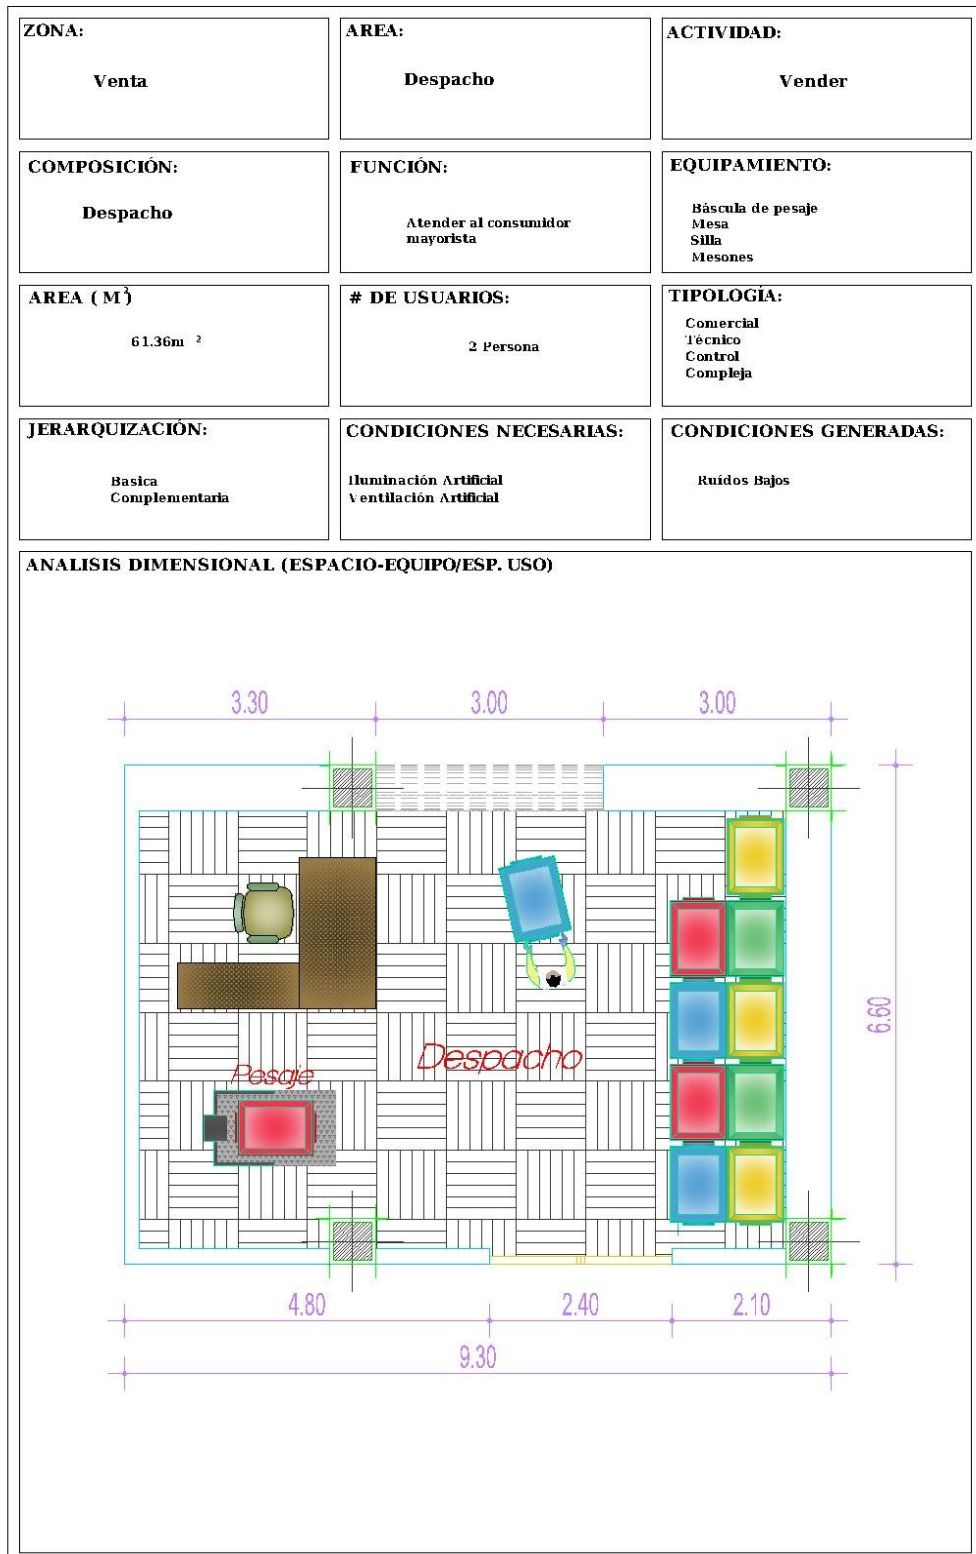 ZONA:
Venta
AREA:
Despacho
ACTIVIDAD:
Vender
COMPOSICIÓN:
Despacho
FUNCIÓN:
Atender al consumidor
mayorista
EQUIPAMIENTO:
Báscula de pesaje
Mesa
Silla
Mesones
AREA ( M²)
61.36m ²
# DE USUARIOS:
2 Persona
TIPOLOGÍA:
Comercial
Técnico
Control
Compleja
JERARQUIZACIÓN:
Basica
Complementaria
CONDICIONES NECESARIAS:
Iluminación Artificial
Ventilación Artificial
CONDICIONES GENERADAS:
Ruídos Bajos
ANALISIS DIMENSIONAL (ESPACIO-EQUIPO/ESP. USO)
3.30
3.00
3.00
6.60
Despacho
Pesaje
4.80
2.40
2.10
9.30